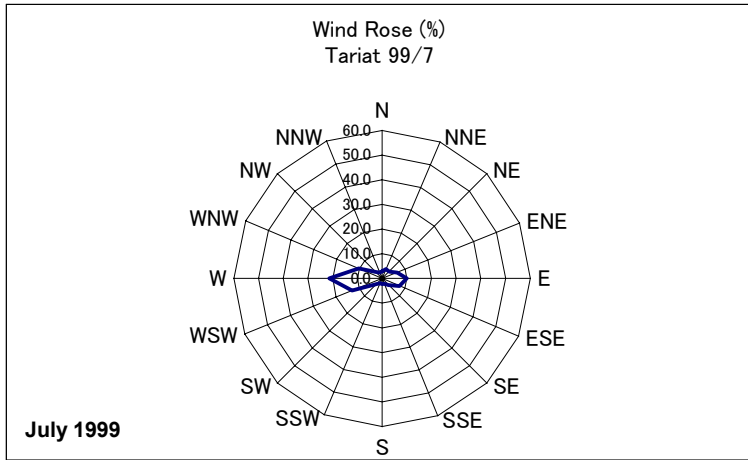 Wind Rose (%)
Tariat 99/7
N
NNW
60.0
NNE
50.0
NW
40.0
NE
30.0
WNW
20.0
ENE
10.0
W
0.0
E
WSW
ESE
SW
SE
SSW
SSE
S
July 1999